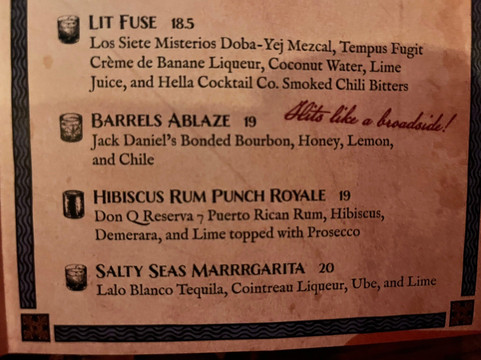 LIT FUSE 18.5
Los Siete Misterios Doba-Yej Mezcal, Tempus Fugit
Crème de Banane Liqueur, Coconut Water, Lime
Juice, and Hella Cocktail Co. Smoked Chili Bitters
BARRELS ABLAZE 19
Hits like a broadside!
Jack Daniel's Bonded Bourbon, Honey, Lemon,
and Chile
HIBISCUS RUM PUNCH ROYALE 19
Don Q Reserva 7 Puerto Rican Rum, Hibiscus,
Demerara, and Lime topped with Prosecco
SALTY SEAS MARRRGARITA 20
Lalo Blanco Tequila, Cointreau Liqueur, Ube, and Lime